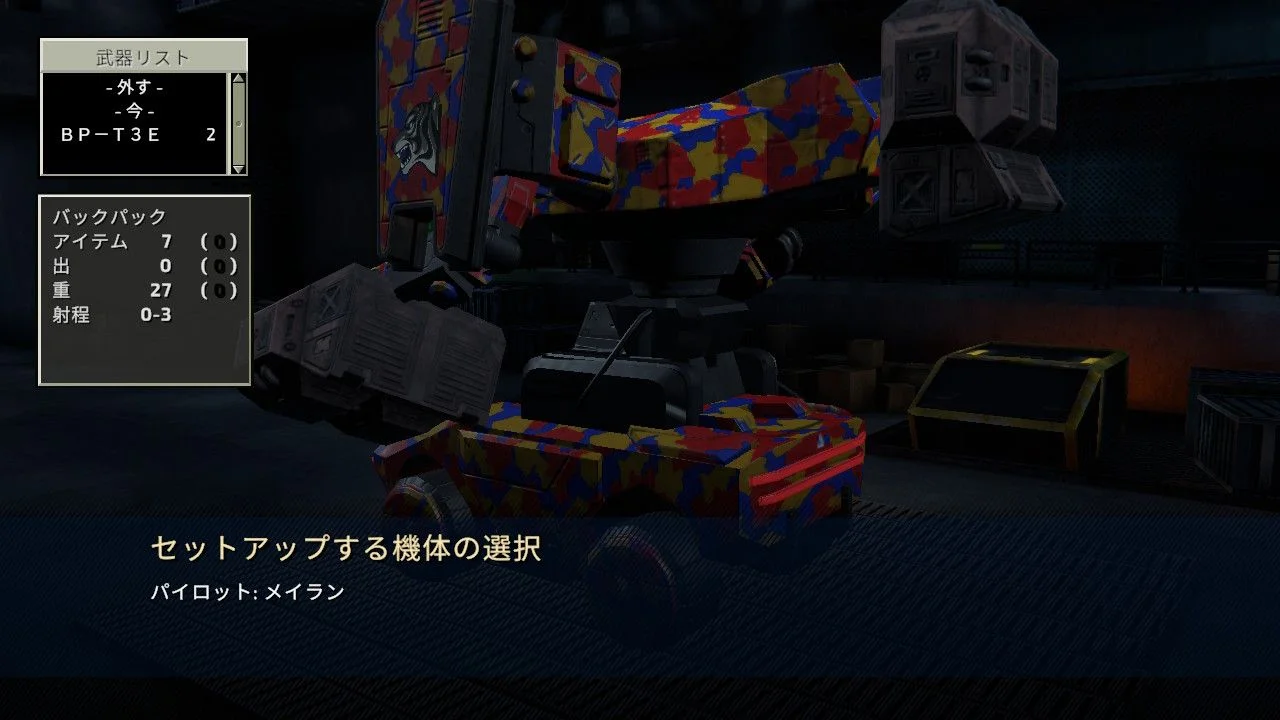 武器リスト
-外す-
-今-
BP-T3E 2
バックパック
アイテム 7 (0)
出 0 (0)
重 27 (0)
射程 0-3
セットアップする機体の選択
パイロット: メイラン